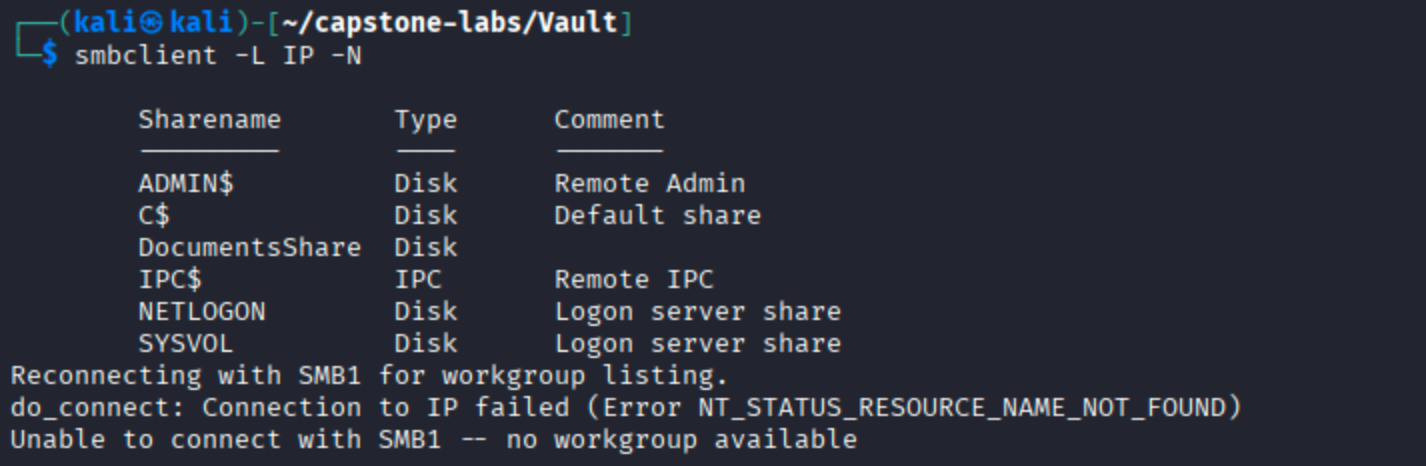 ┌──(kali㉿kali)-[~/capstone-labs/Vault]
└─$ smbclient -L IP -N
Sharename Type Comment
--------- ---- -------
ADMIN$ Disk Remote Admin
C$ Disk Default share
DocumentsShare Disk
IPC$ IPC Remote IPC
NETLOGON Disk Logon server share
SYSVOL Disk Logon server share
Reconnecting with SMB1 for workgroup listing.
do_connect: Connection to IP failed (Error NT_STATUS_RESOURCE_NAME_NOT_FOUND)
Unable to connect with SMB1 -- no workgroup available